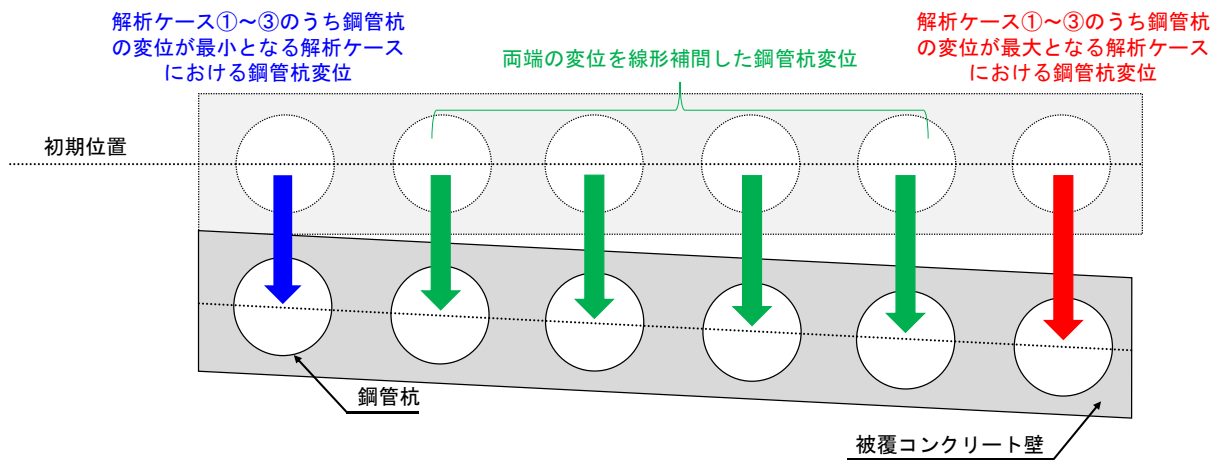 解析ケース①～③のうち鋼管杭
の変位が最小となる解析ケース
における鋼管杭変位
両端の変位を線形補間した鋼管杭変位
解析ケース①～③のうち鋼管杭
の変位が最大となる解析ケース
における鋼管杭変位
初期位置
鋼管杭
被覆コンクリート壁